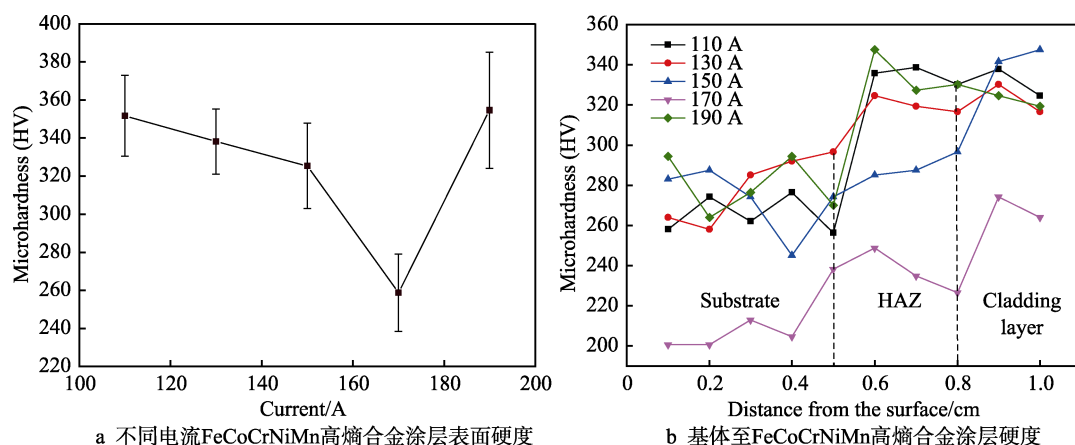 400
380
360
340
320
300
280
260
240
220
Microhardness (HV)
100
120
140
160
180
200
Current/A
a 不同电流FeCoCrNiMn高熵合金涂层表面硬度
360
340
320
300
280
260
240
220
200
Microhardness (HV)
110 A
130 A
150 A
170 A
190 A
Substrate
HAZ
Cladding
layer
0
0.2
0.4
0.6
0.8
1.0
Distance from the surface/cm
b 基体至FeCoCrNiMn高熵合金涂层硬度